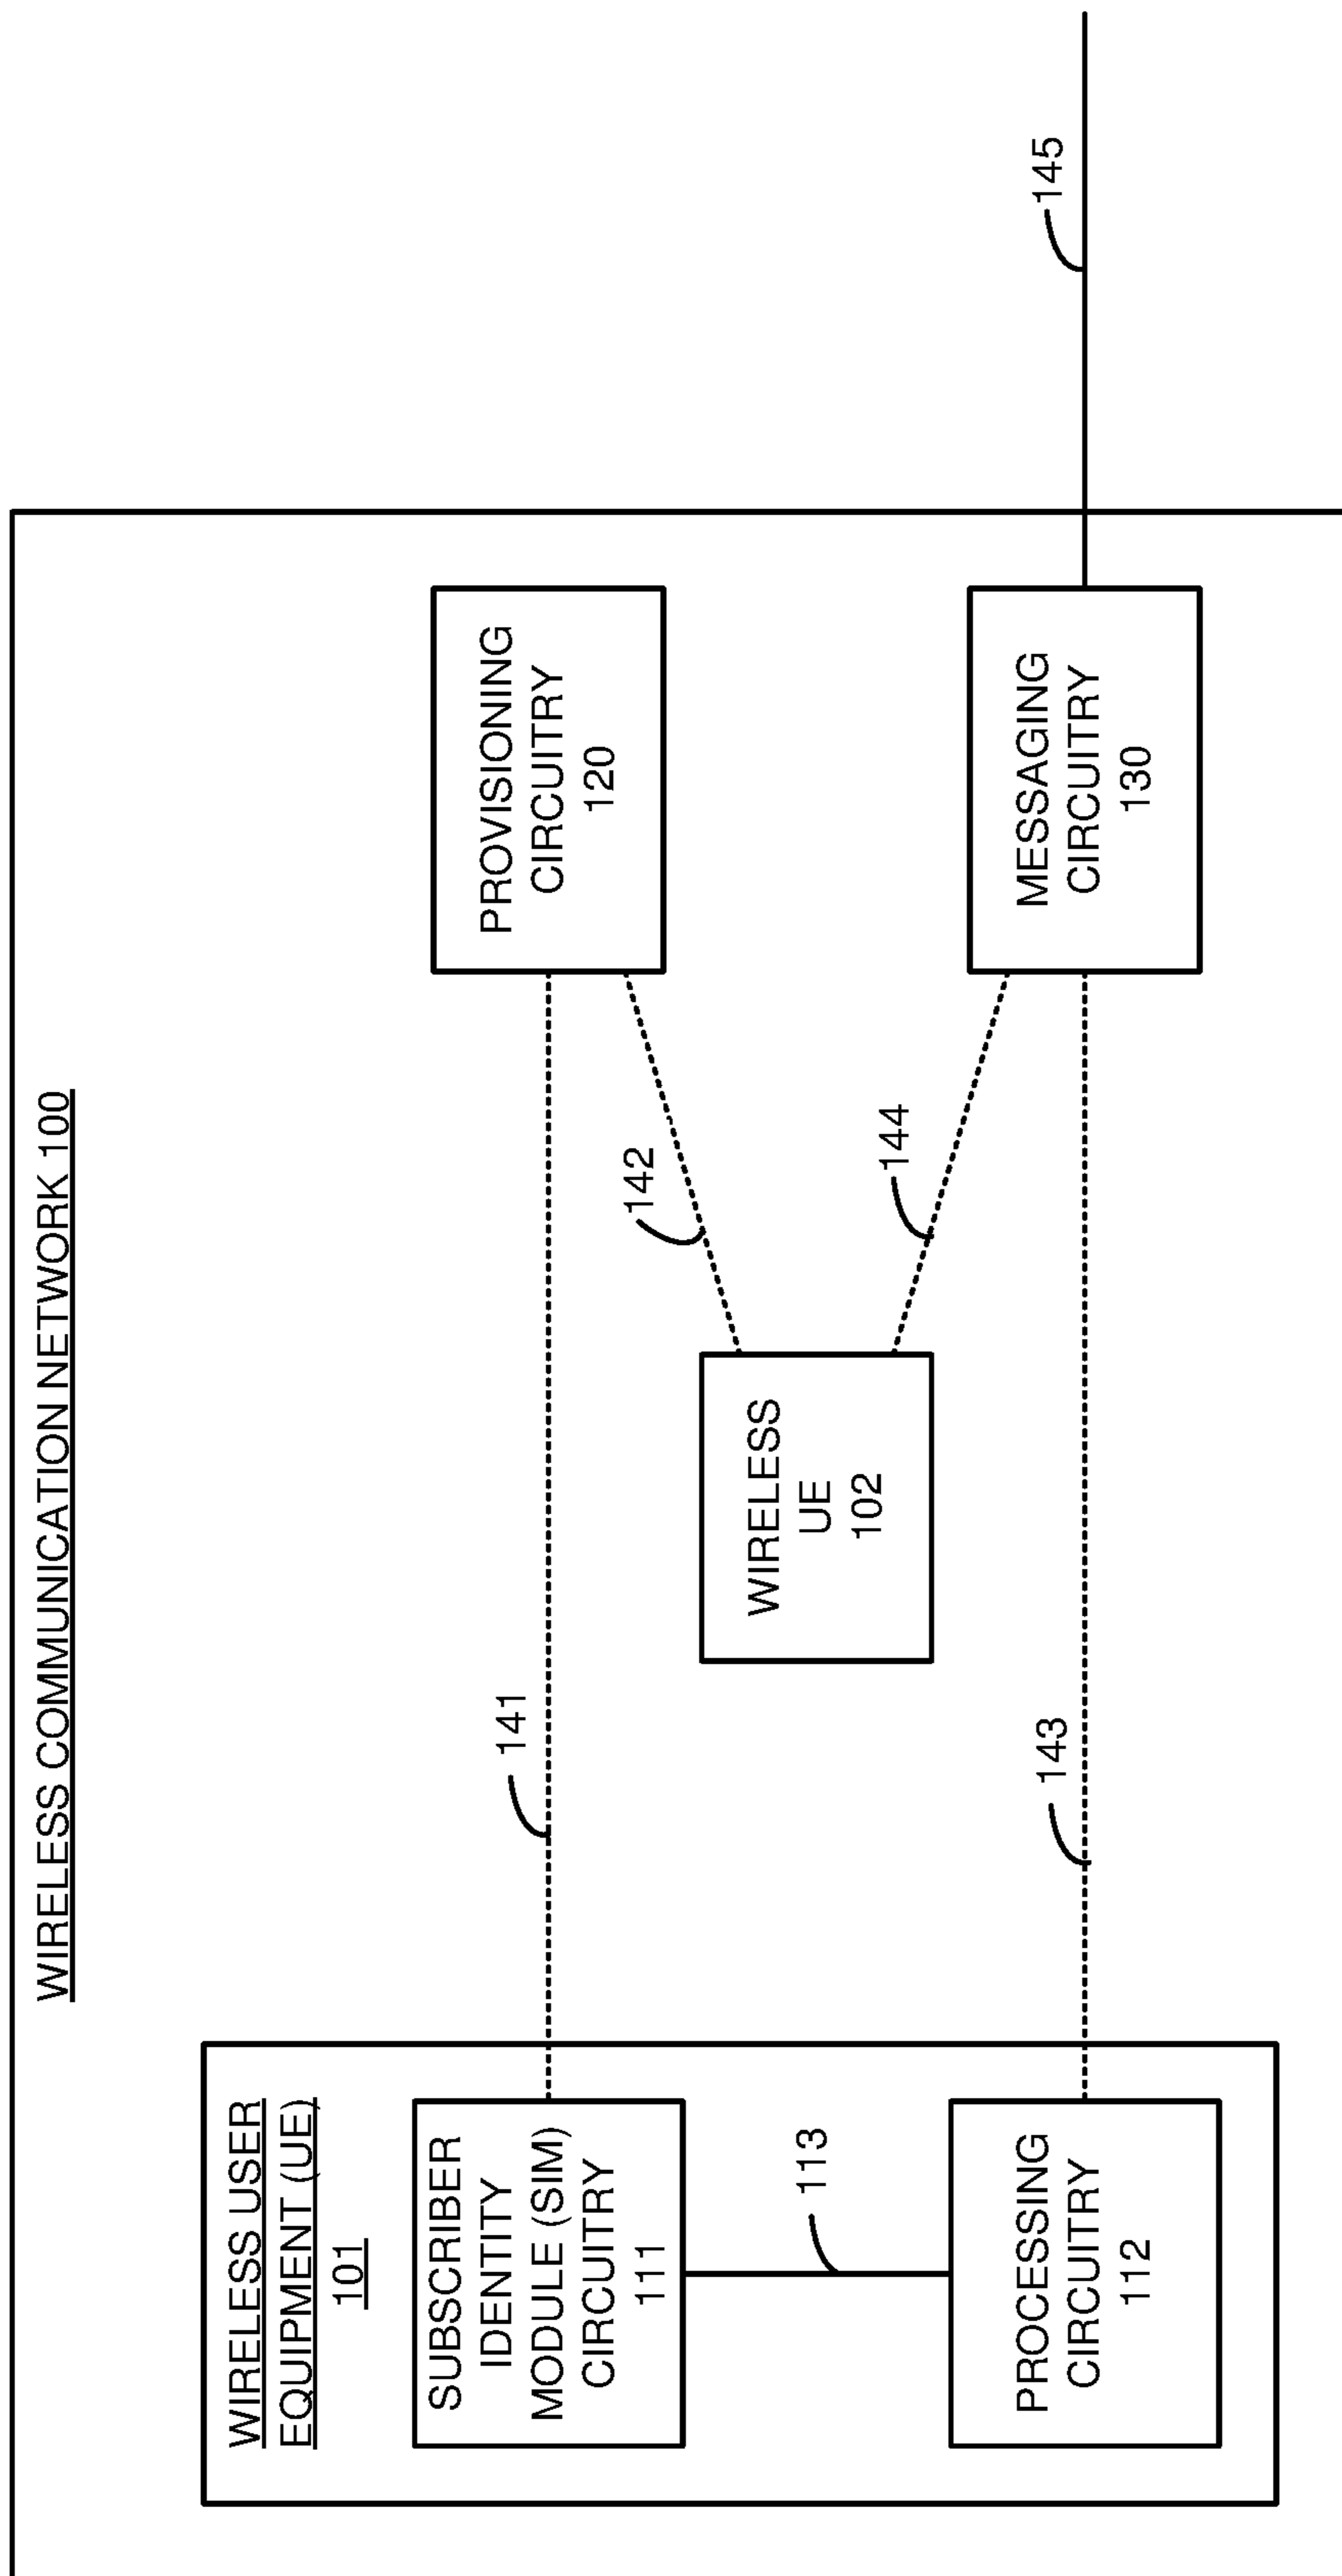 WIRELESS COMMUNICATION NETWORK 100
WIRELESS USER
EQUIPMENT (UE)
101
SUBSCRIBER
IDENTITY
MODULE (SIM)
CIRCUITRY
111
113
PROCESSING
CIRCUITRY
112
141
143
WIRELESS
UE
102
142
144
PROVISIONING
CIRCUITRY
120
MESSAGING
CIRCUITRY
130
145